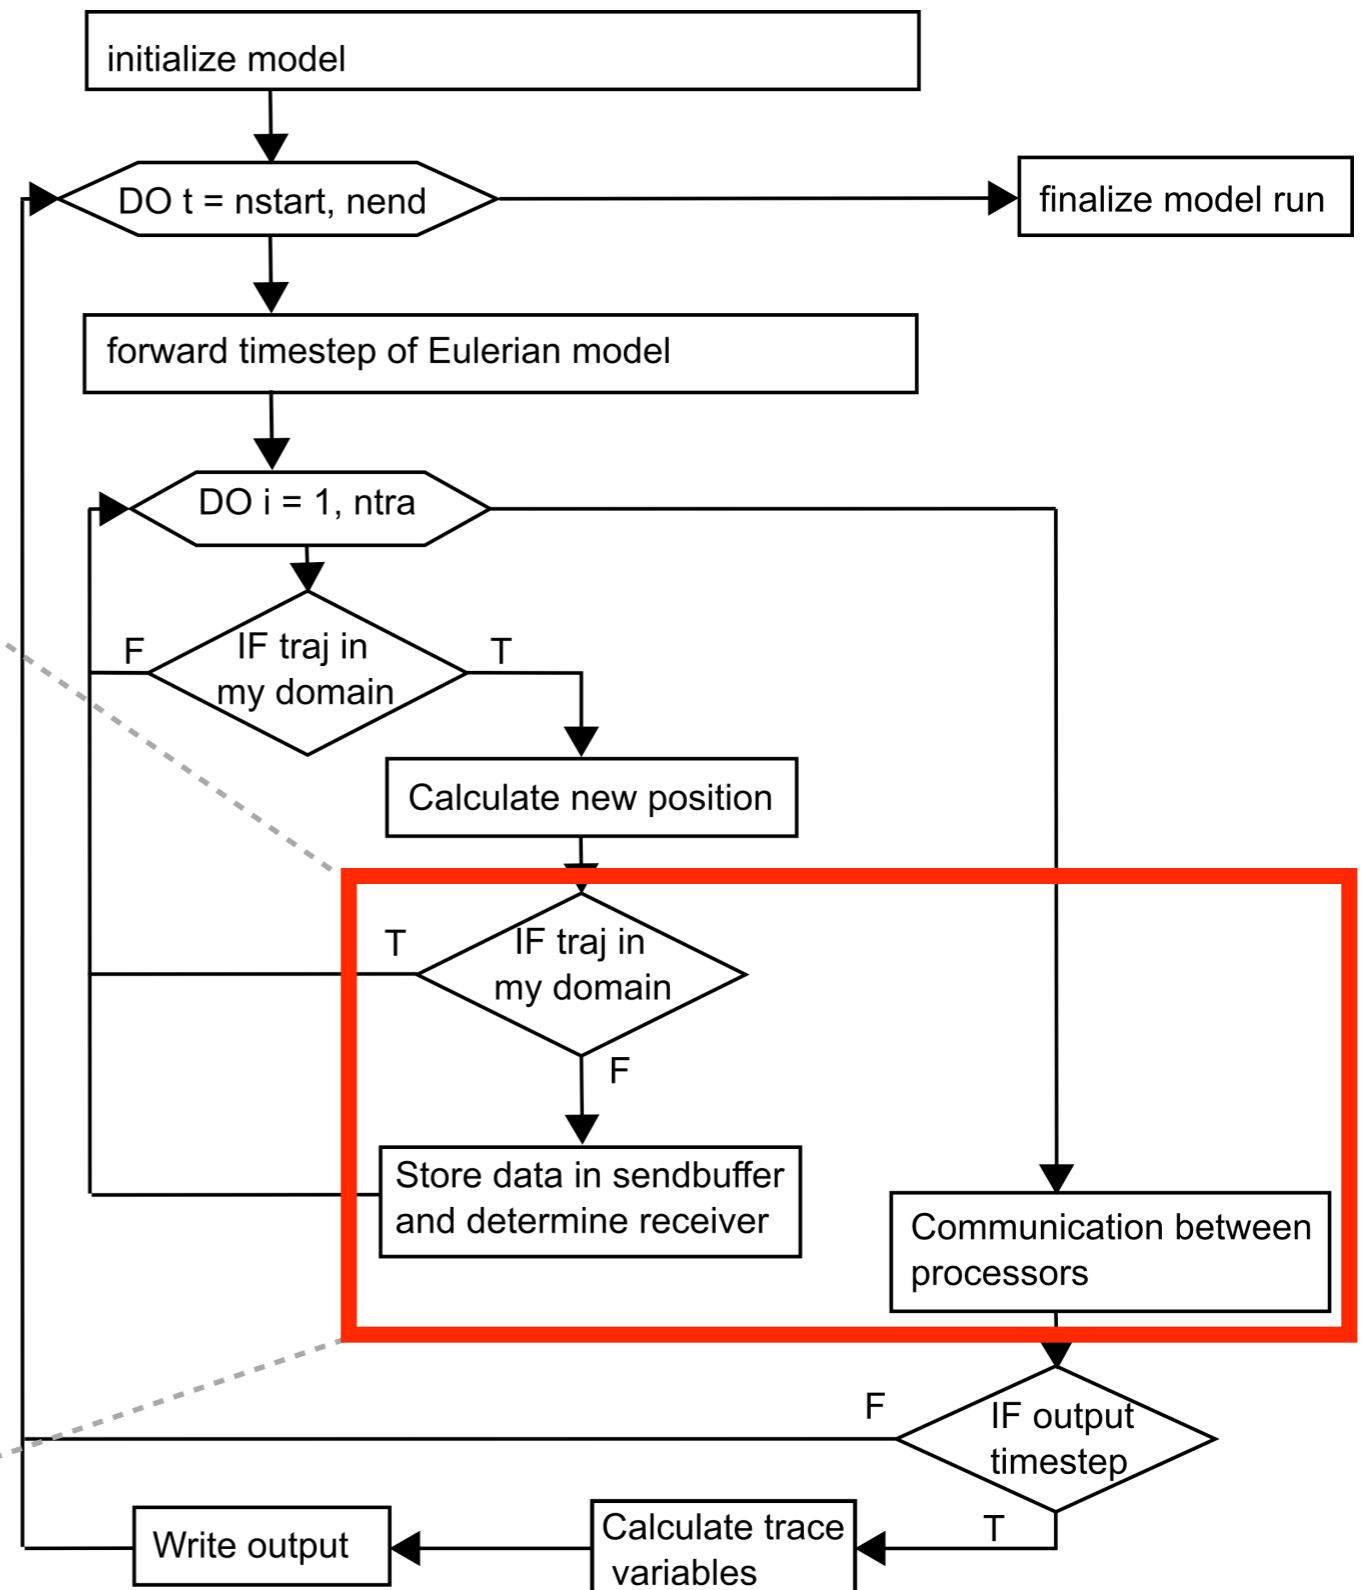 initialize model
DO t = nstart, nend
finalize model run
forward timestep of Eulerian model
DO i = 1, ntra
F
IF traj in
my domain
T
Calculate new position
T
IF traj in
my domain
F
Store data in sendbuffer
and determine receiver
Communication between
processors
F
IF output
timestep
T
Calculate trace
variables
Write output